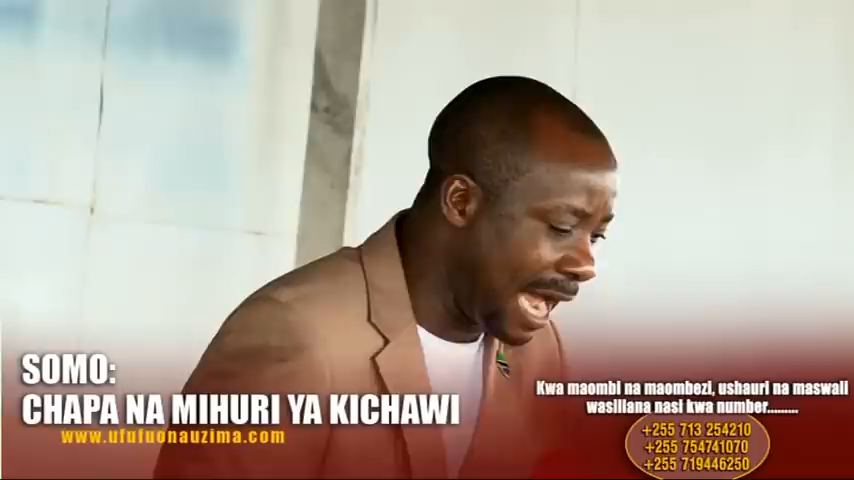 SOMO:
CHAPA NA MIHURI YA KICHAWI
www.ufufuonauzima.com
Kwa maombi na maombezi, ushauri na maswali
wasiliana nasi kwa number.........
+255 713 254210
+255 754741070
+255 719446250